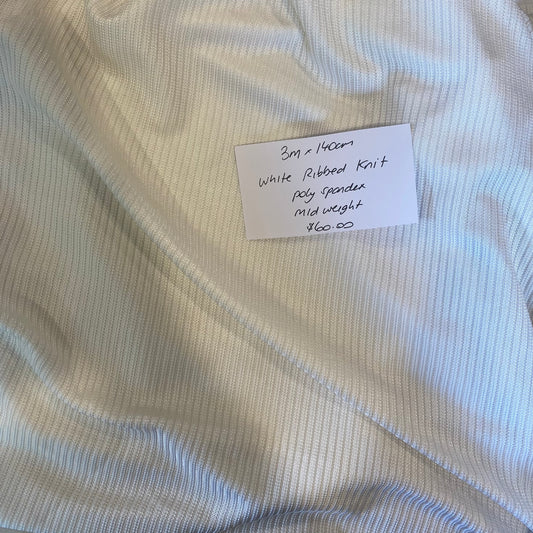 3m x 140cm
White Ribbed Knit
poly spandex
mid weight
$60.00